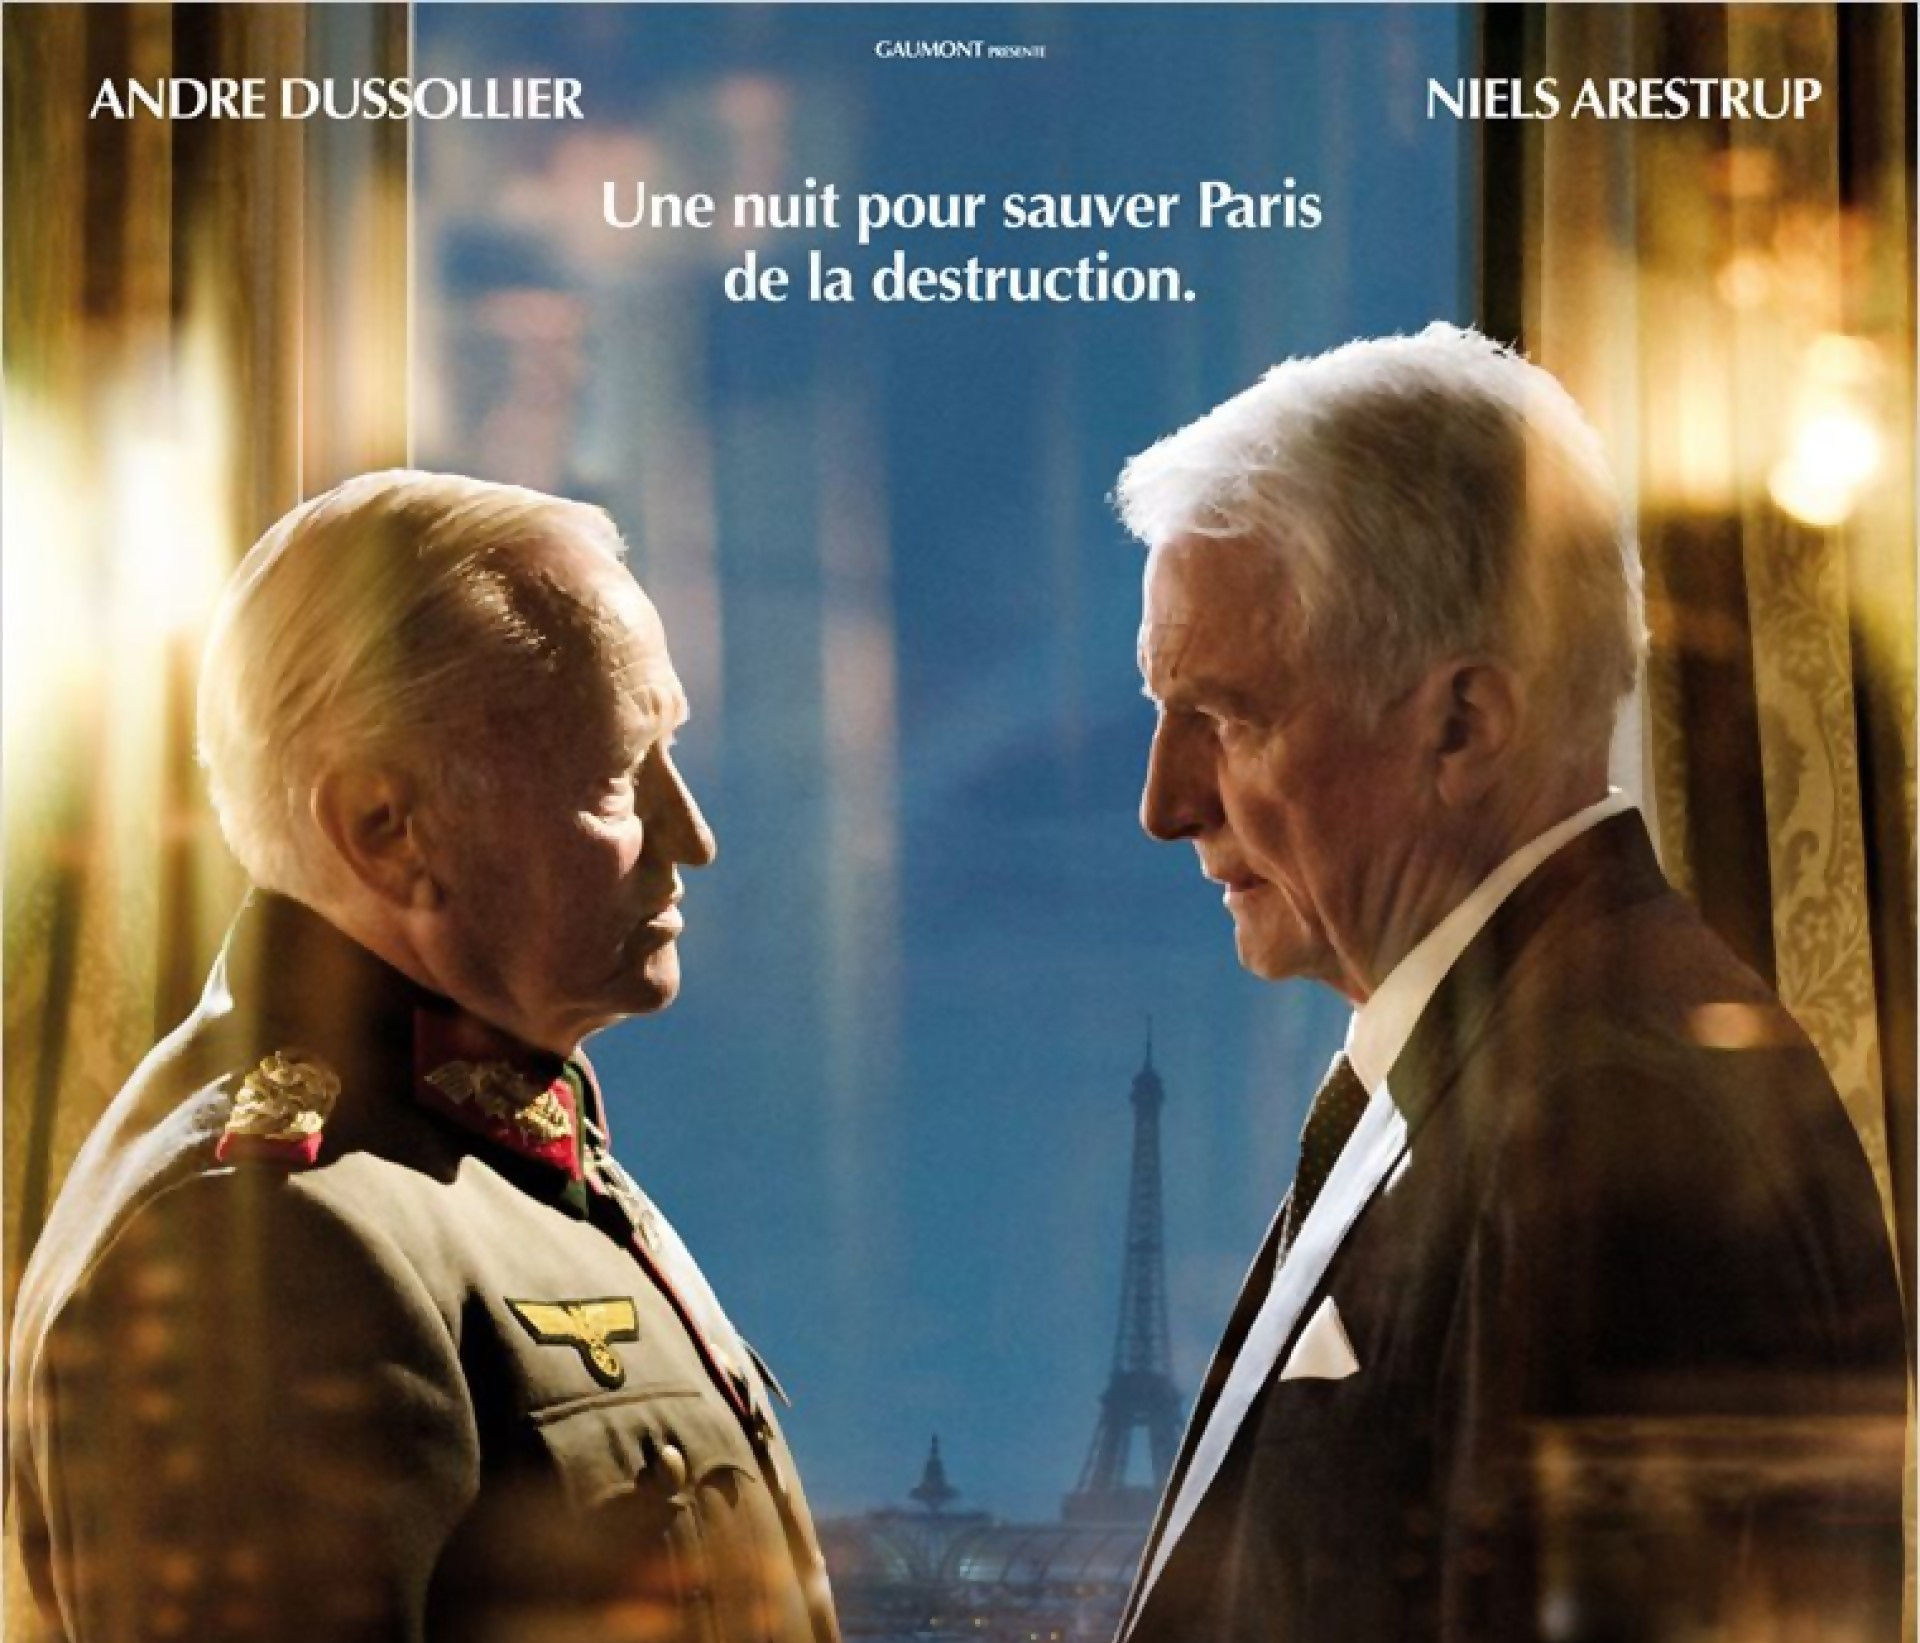 GAUMONT PRÉSENTE
ANDRE DUSSOLLIER
NIELS ARESTRUP
Une nuit pour sauver Paris
de la destruction.